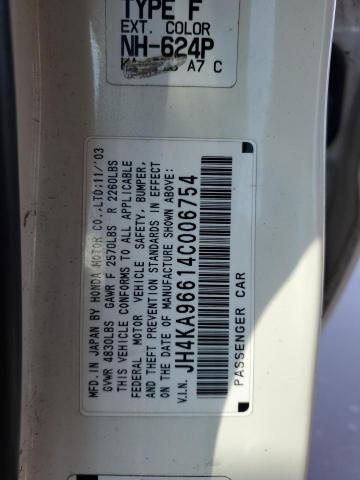 TYPE F
EXT. COLOR
NH-624P
A7 C
MFD.IN JAPAN BY HONDA MOTOR CO.,LTD;11/'03
GVWR 4830LBS GAWR F 2570LBS R 2260LBS
THIS VEHICLE CONFORMS TO ALL APPLICABLE
FEDERAL MOTOR VEHICLE SAFETY, BUMPER,
AND THEFT PREVENTION STANDARDS IN EFFECT
ON THE DATE OF MANUFACTURE SHOWN ABOVE:
V.I.N. JH4KA96614C006754
PASSENGER CAR